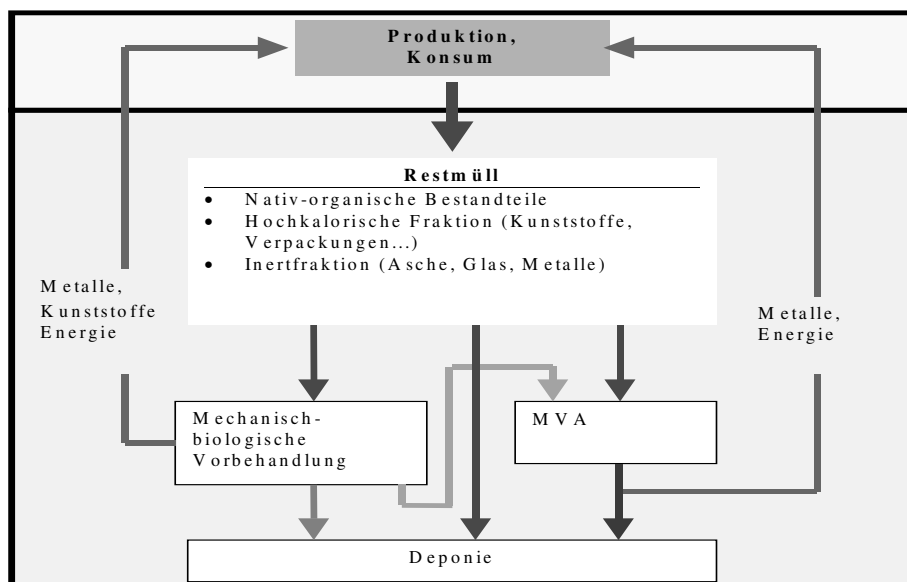 Produktion,
Konsum
Restmüll
• Nativ-organische Bestandteile
• Hochkalorische Fraktion (Kunststoffe,
Verpackungen...)
• Inertfraktion (Asche, Glas, Metalle)
Metalle,
Kunststoffe
Energie
Metalle,
Energie
Mechanisch-
biologische
Vorbehandlung
MVA
Deponie